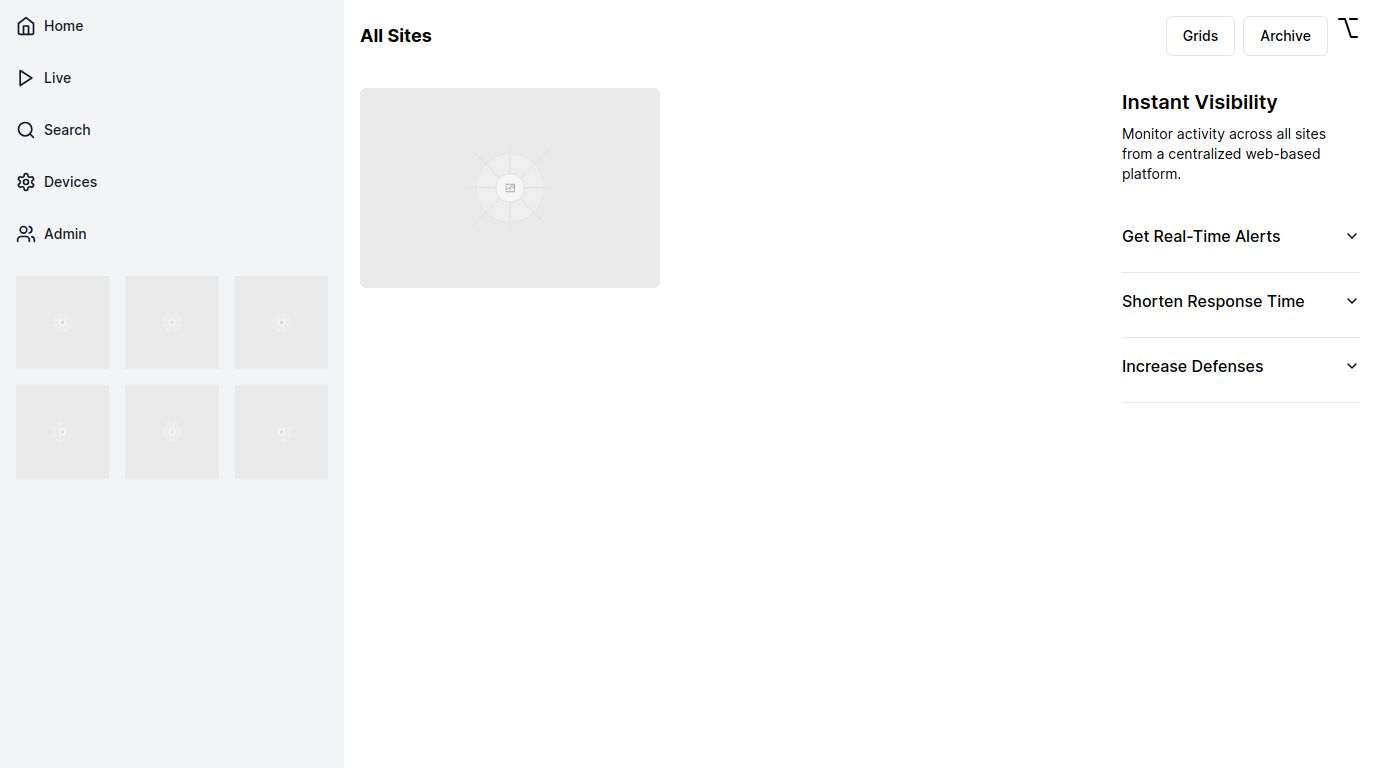 Home
Live
Search
Devices
Admin
All Sites
Grids
Archive
Instant Visibility
Monitor activity across all sites
from a centralized web-based
platform.
Get Real-Time Alerts
Shorten Response Time
Increase Defenses